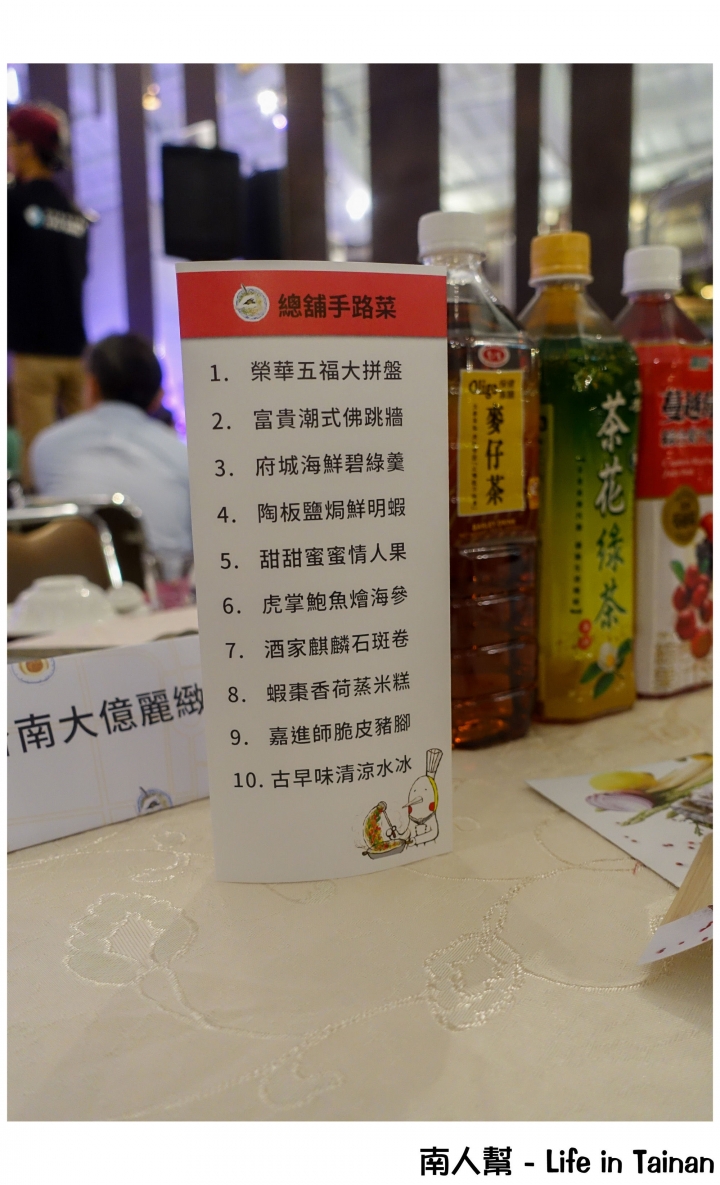 總舖手路菜
1. 榮華五福大拼盤
2. 富貴潮式佛跳牆
3. 府城海鮮碧綠羹
4. 陶板鹽焗鮮明蝦
5. 甜甜蜜蜜情人果
6. 虎掌鮑魚燴海參
7. 酒家麒麟石斑卷
8. 蝦棗香荷蒸米糕
9. 嘉進師脆皮豬腳
10. 古早味清涼水冰
南大億麗緻
Oligo
麥仔茶
茶花綠茶
蔓越
南人幫 - Life in Tainan